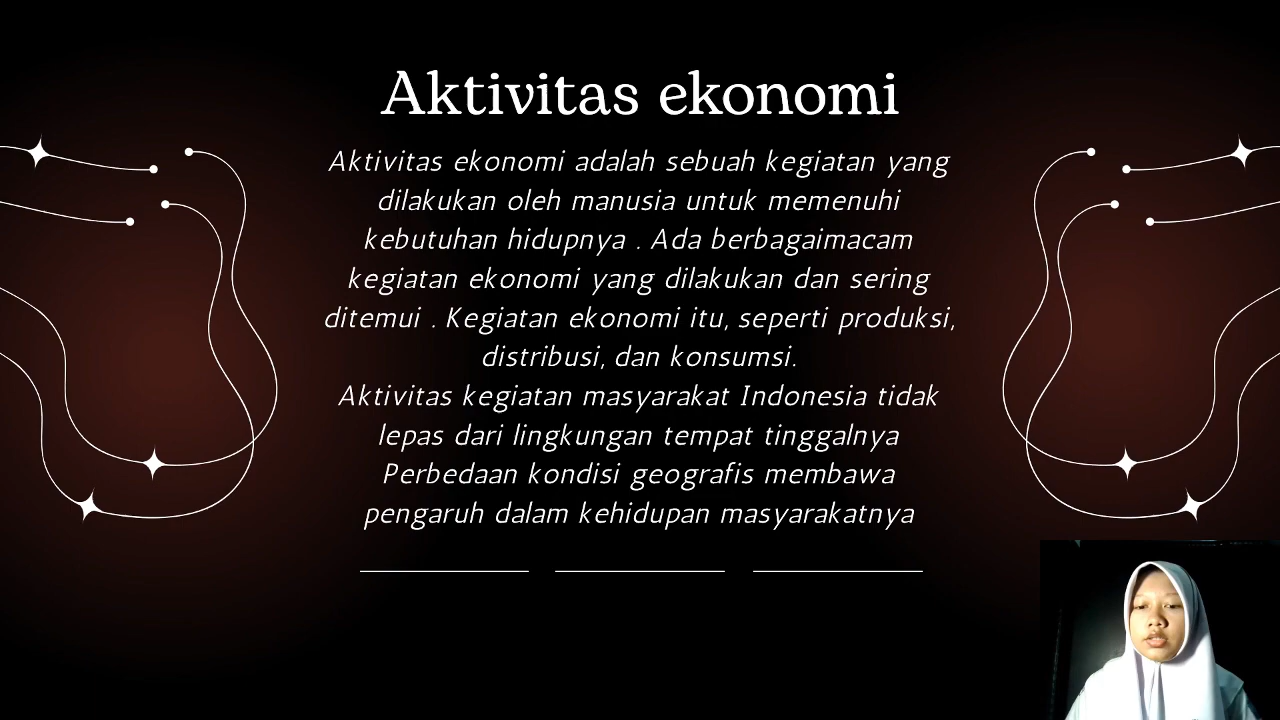 Aktivitas ekonomi
Aktivitas ekonomi adalah sebuah kegiatan yang
dilakukan oleh manusia untuk memenuhi
kebutuhan hidupnya . Ada berbagaimacam
kegiatan ekonomi yang dilakukan dan sering
ditemui . Kegiatan ekonomi itu, seperti produksi,
distribusi, dan konsumsi.
Aktivitas kegiatan masyarakat Indonesia tidak
lepas dari lingkungan tempat tinggalnya
Perbedaan kondisi geografis membawa
pengaruh dalam kehidupan masyarakatnya